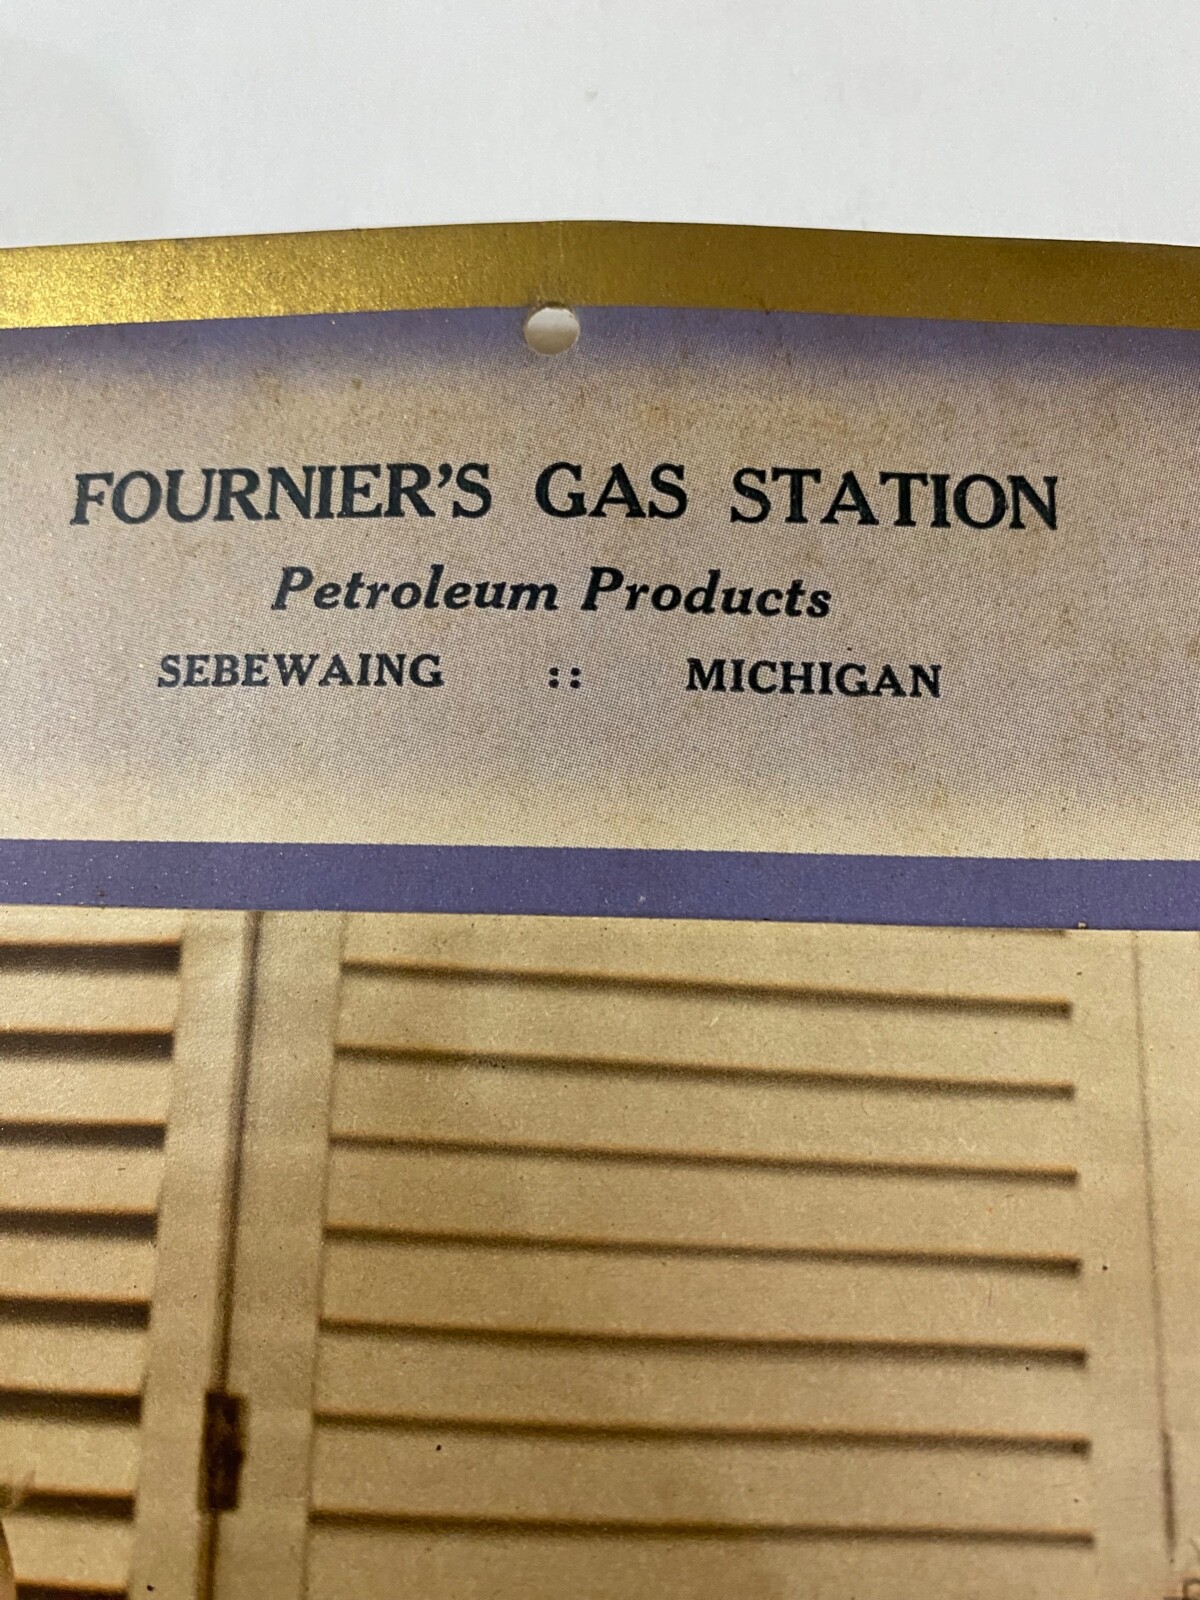 FOURNIER'S GAS STATION
Petroleum Products
SEBEWAING :: MICHIGAN